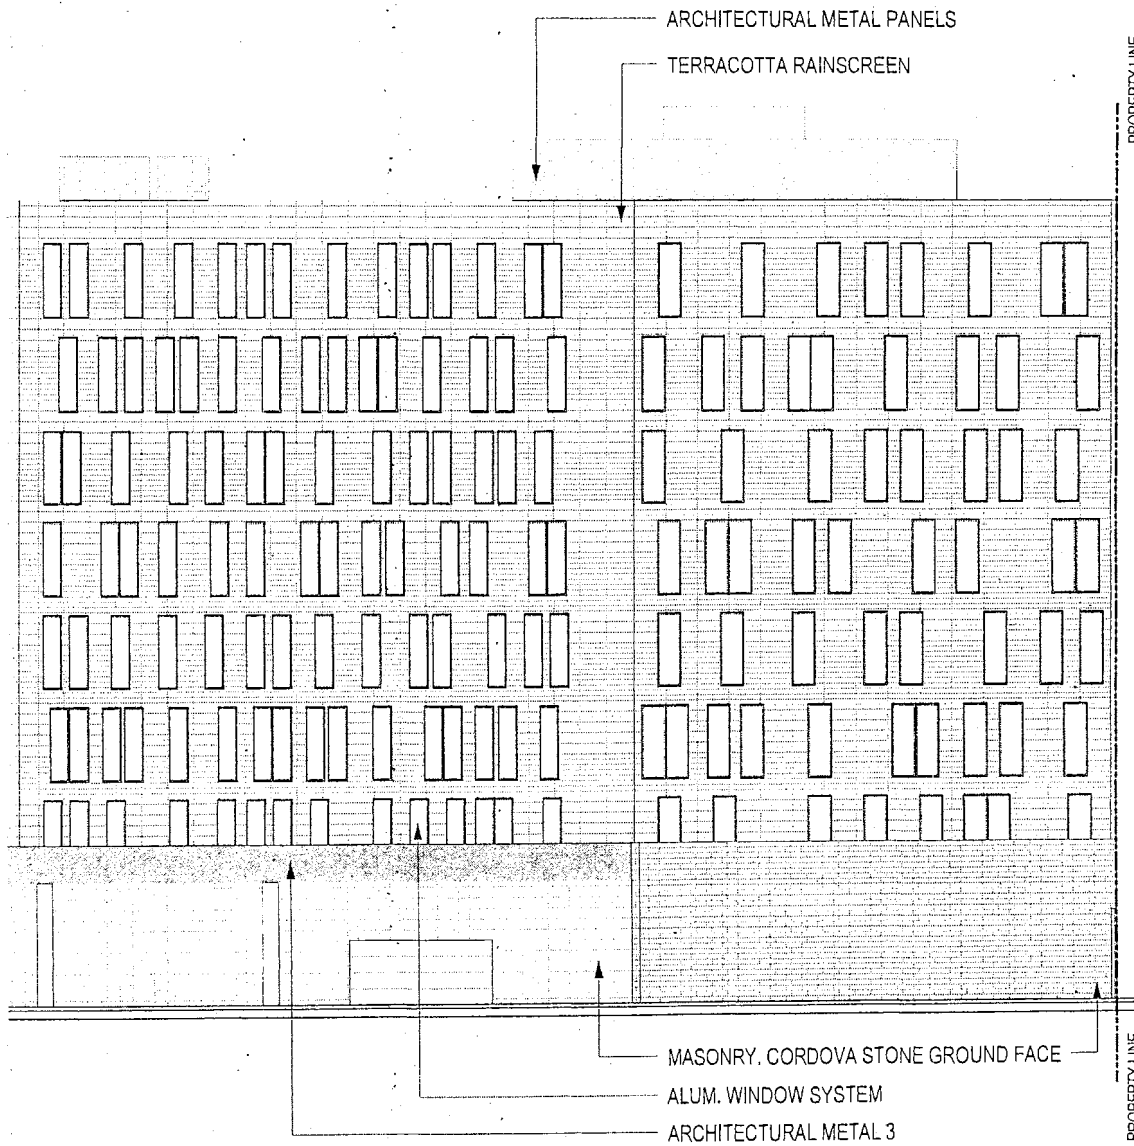 ARCHITECTURAL METAL PANELS
TERRACOTTA RAINSCREEN
PROPERTY LINE
MASONRY. CORDOVA STONE GROUND FACE
ALUM. WINDOW SYSTEM
ARCHITECTURAL METAL 3
PROPERTY LINE